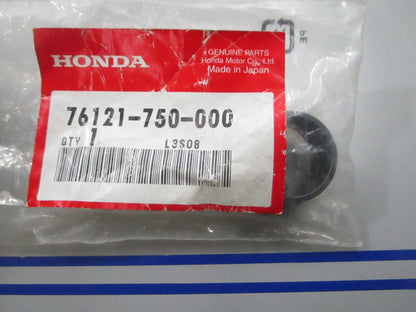 HONDA
GENUINE PARTS
Honda Motor Co., Ltd.
Made in Japan
76121-750-000
QTY 1 L3S08